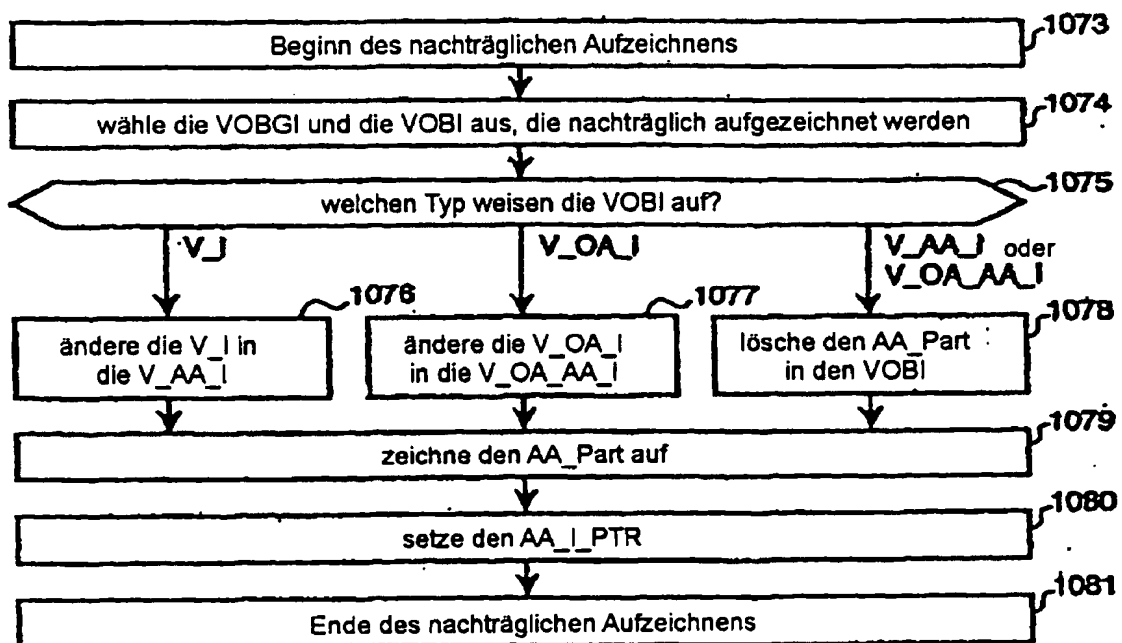 1073
Beginn des nachträglichen Aufzeichnens
1074
wähle die VOBGI und die VOBI aus, die nachträglich aufgezeichnet werden
1075
welchen Typ weisen die VOBI auf?
V_I
V_OA_I
V_AA_I oder
V_OA_AA_I
1076
ändere die V_I in
die V_AA_I
1077
ändere die V_OA_I
in die V_OA_AA_I
1078
lösche den AA_Part
in den VOBI
1079
zeichne den AA_Part auf
1080
setze den AA_I_PTR
1081
Ende des nachträglichen Aufzeichnens